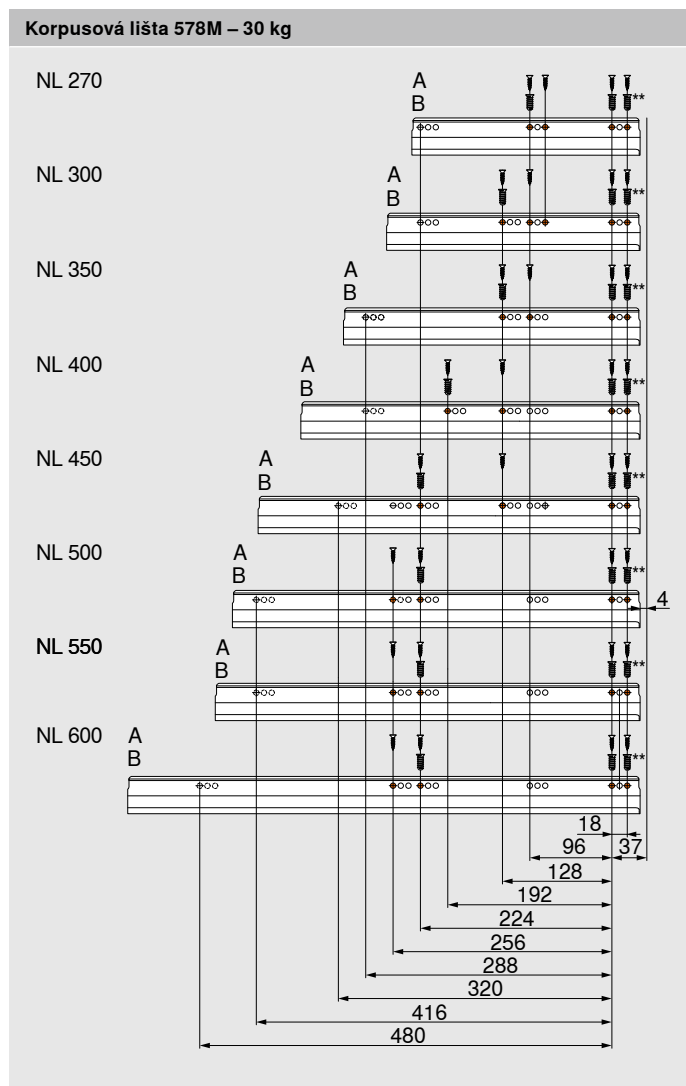 Korpusová lišta 578M – 30 kg
NL 270
A
B
**
NL 300
A
B
**
NL 350
A
B
**
NL 400
A
B
**
NL 450
A
B
**
NL 500
A
B
**
4
NL 550
A
B
**
NL 600
A
B
**
18
96
37
128
192
224
256
288
320
416
480